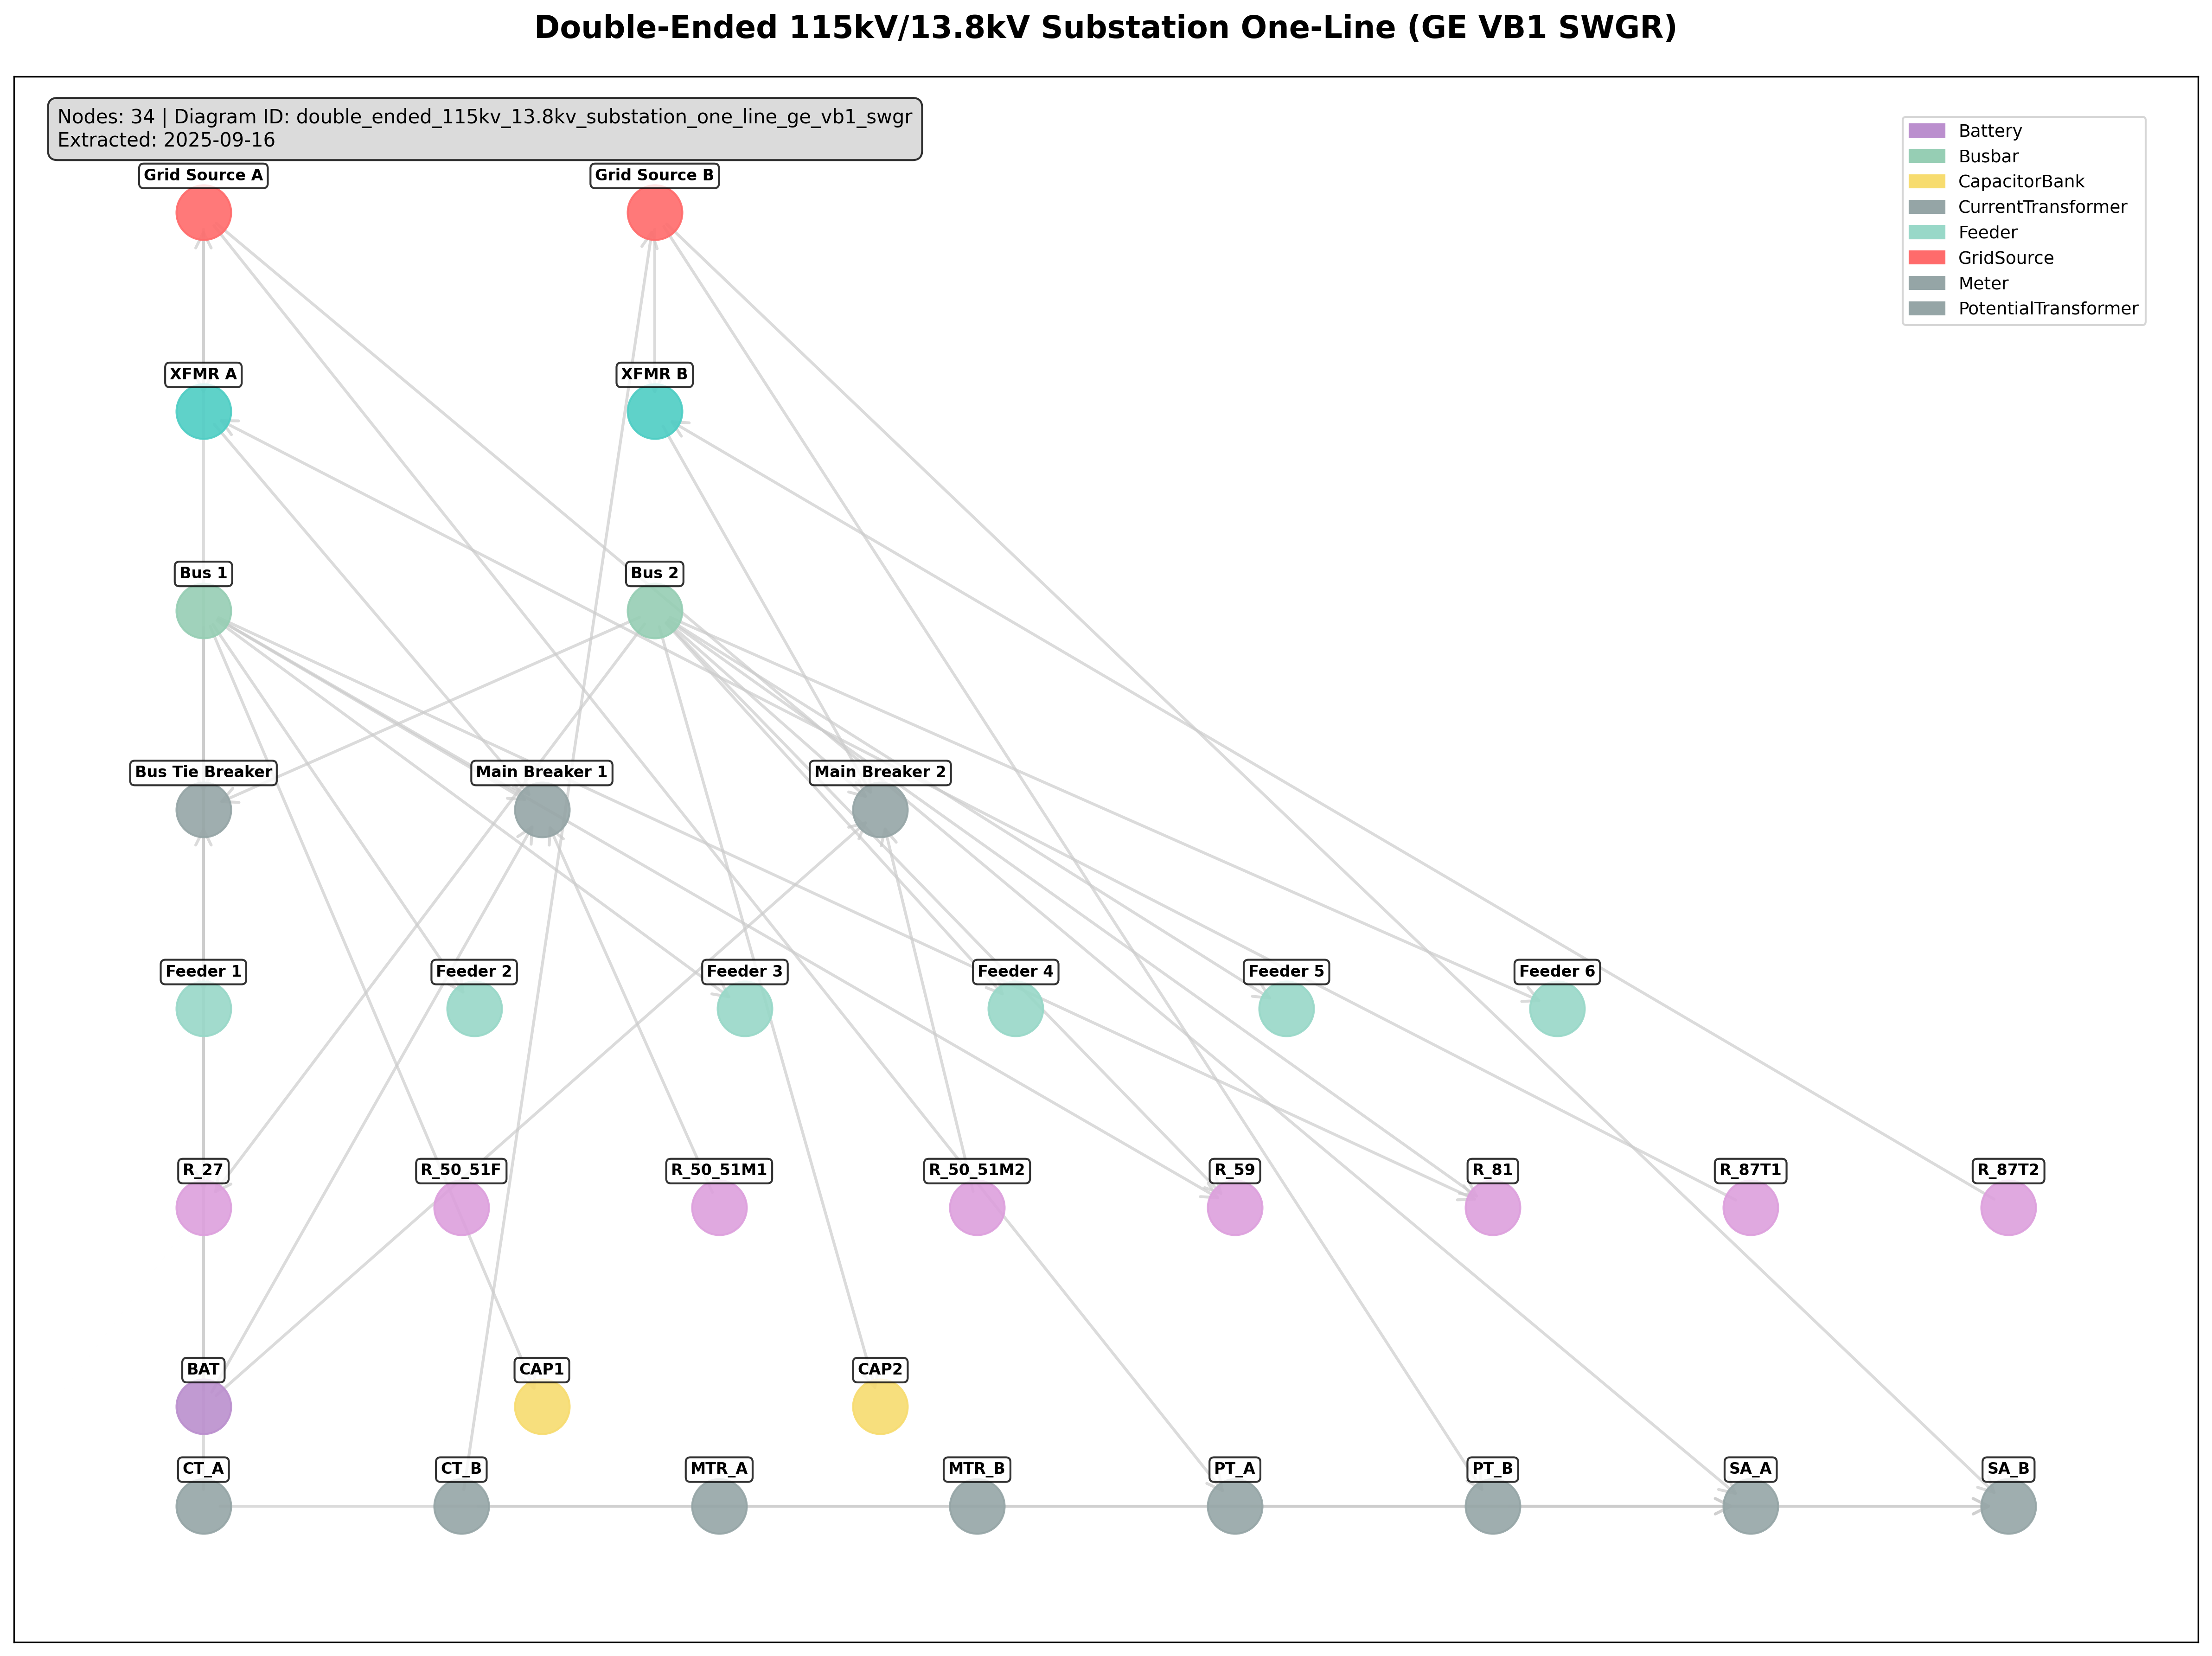 Double-Ended 115kV/13.8kV Substation One-Line (GE VB1 SWGR)
Nodes: 34 | Diagram ID: double_ended_115kv_13.8kv_substation_one_line_ge_vb1_swgr
Extracted: 2025-09-16
Battery
Busbar
CapacitorBank
CurrentTransformer
Feeder
GridSource
Meter
PotentialTransformer
Grid Source A
Grid Source B
XFMR A
XFMR B
Bus 1
Bus 2
Bus Tie Breaker
Main Breaker 1
Main Breaker 2
Feeder 1
Feeder 2
Feeder 3
Feeder 4
Feeder 5
Feeder 6
R_27
R_50_51F
R_50_51M1
R_50_51M2
R_59
R_81
R_87T1
R_87T2
BAT
CAP1
CAP2
CT_A
CT_B
MTR_A
MTR_B
PT_A
PT_B
SA_A
SA_B